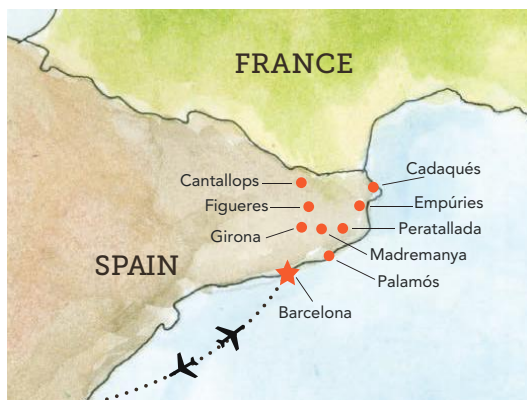 FRANCE
Cantallops
Cadaqués
Figueres
Empúries
Girona
Peratallada
Madremanya
SPAIN
Palamós
Barcelona